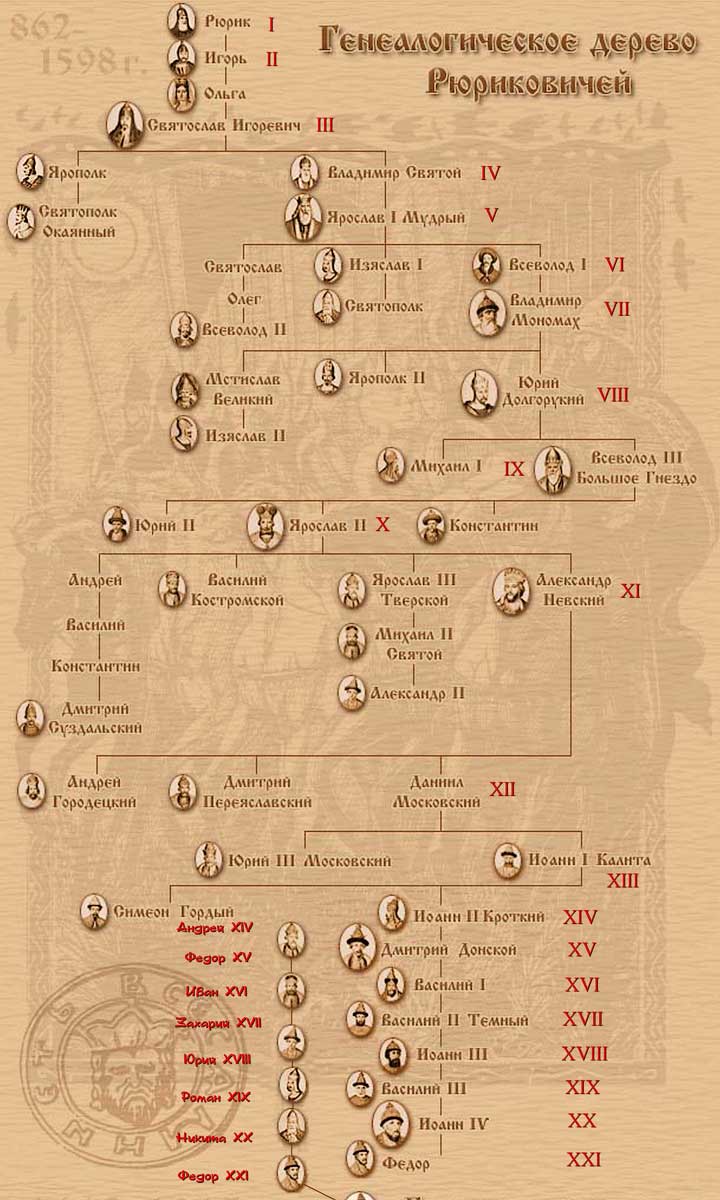 862-
1598 г.
Генеалогическое дерево
Рюриковичей
Рюрик I
Игорь II
Ольга
Святослав Игоревич III
Ярополк
Владимир Святой IV
Святополк
Окаянный
Ярослав I Мудрый V
Святослав
Изяслав I
Всеволод I VI
Олег
Святополк
Владимир
Мономах VII
Всеволод II
Мстислав
Великий
Ярополк II
Юрий
Долгорукий VIII
Изяслав II
Михаил I
IX
Всеволод III
Большое Гнездо
Юрий II
Ярослав II X
Константин
Андрей
Василий
Костромской
Ярослав III
Тверской
Александр
Невский XI
Василий
Михаил II
Святой
Константин
Александр II
Дмитрий
Суздальский
Андрей
Городецкий
Дмитрий
Переяславский
Даниил
Московский XII
Юрий III Московский
Иоанн I Калита
XIII
Симеон Гордый
Иоанн II Кроткий XIV
Андрей XIV
Дмитрий Донской XV
Федор XV
Василий I XVI
Иван XVI
Василий II Темный XVII
Захарий XVII
Иоанн III XVIII
Юрий XVIII
Василий III XIX
Роман XIX
Иоанн IV XX
Никита XX
Федор XXI
Федор XXI